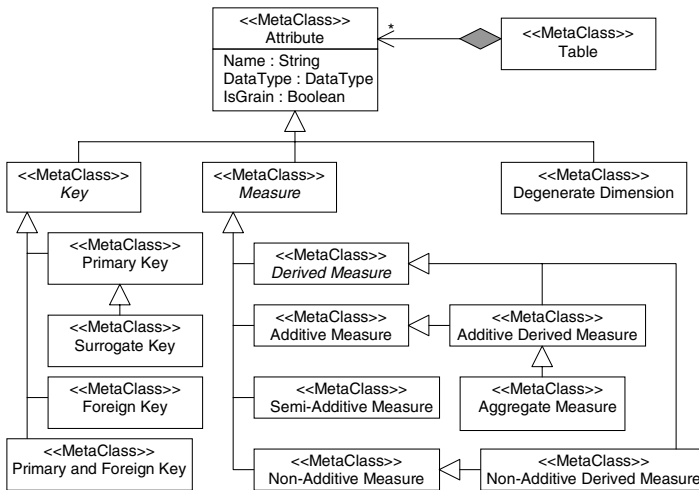 <<MetaClass>>
Attribute
Name : String
DataType : DataType
IsGrain : Boolean
*
<<MetaClass>>
Table
<<MetaClass>>
Key
<<MetaClass>>
Measure
<<MetaClass>>
Degenerate Dimension
<<MetaClass>>
Primary Key
<<MetaClass>>
Surrogate Key
<<MetaClass>>
Foreign Key
<<MetaClass>>
Primary and Foreign Key
<<MetaClass>>
Derived Measure
<<MetaClass>>
Additive Measure
<<MetaClass>>
Additive Derived Measure
<<MetaClass>>
Semi-Additive Measure
<<MetaClass>>
Aggregate Measure
<<MetaClass>>
Non-Additive Measure
<<MetaClass>>
Non-Additive Derived Measure